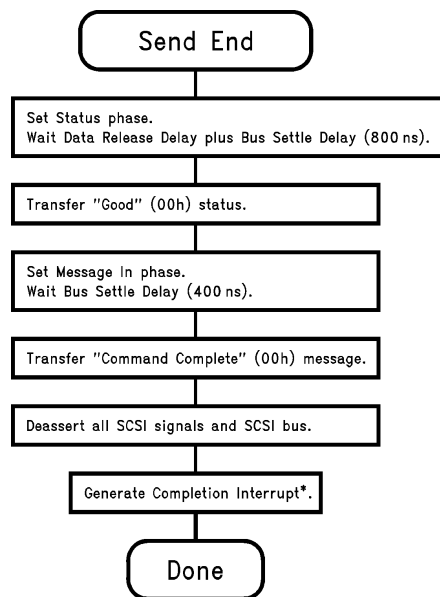 Send End
Set Status phase.
Wait Data Release Delay plus Bus Settle Delay (800 ns).
Transfer "Good" (00h) status.
Set Message In phase.
Wait Bus Settle Delay (400 ns).
Transfer "Command Complete" (00h) message.
Deassert all SCSI signals and SCSI bus.
Generate Completion Interrupt*.
Done